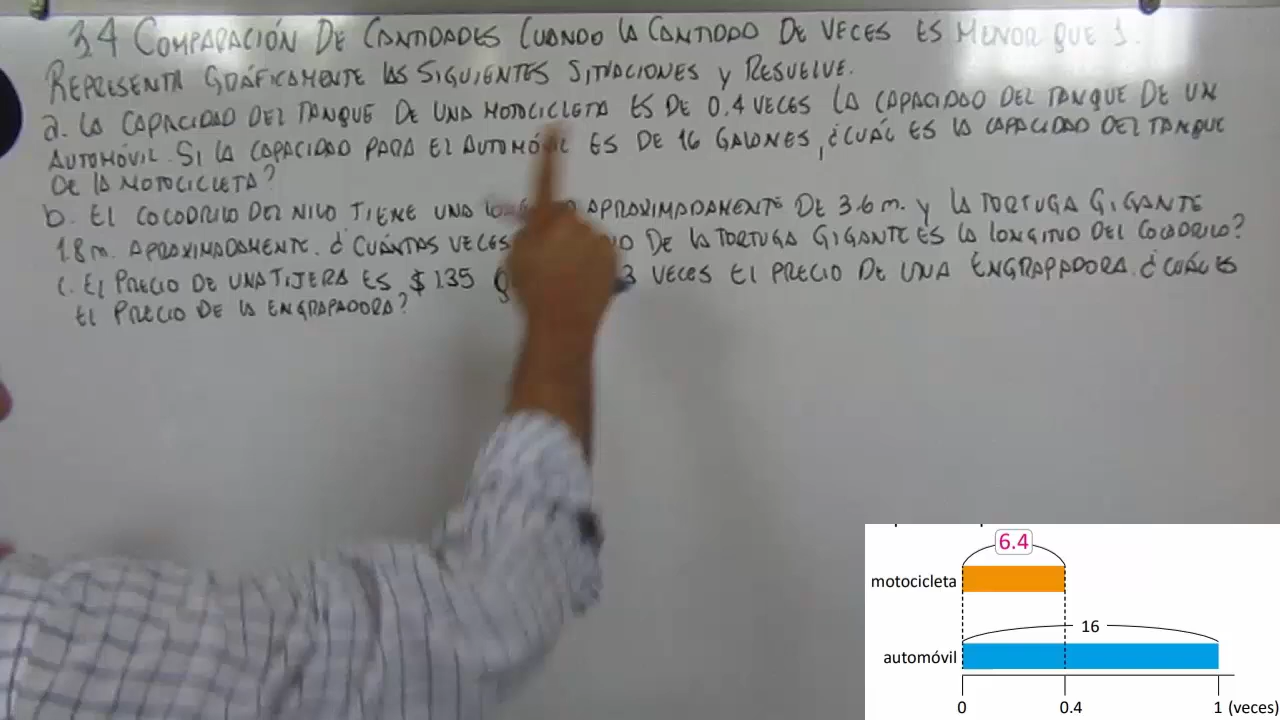 3.4 COMPARACIÓN DE CANTIDADES CUANDO LA CANTIDAD DE VECES ES MENOR QUE 1.
REPRESENTA GRÁFICAMENTE LAS SIGUIENTES SITUACIONES Y RESUELVE.
a. LA CAPACIDAD DEL TANQUE DE UNA MOTOCICLETA ES DE 0.4 VECES LA CAPACIDAD DEL TANQUE DE UN
AUTOMÓVIL. SI LA CAPACIDAD PARA EL AUTOMÓVIL ES DE 16 GALONES, ¿CUÁL ES LA CAPACIDAD DEL TANQUE
DE LA MOTOCICLETA?
b. EL COCODRILO DEL NILO TIENE UNA APROXIMADAMENTE DE 3.6 m. y LA TORTUGA GIGANTE
1.8 m. APROXIMADAMENTE. ¿CUÁNTAS VECES DE LA TORTUGA GIGANTE ES LA LONGITUD DEL COCODRILO?
c. EL PRECIO DE UNA TIJERA ES $1.35 3 VECES EL PRECIO DE UNA ENGRAPADORA. ¿CUÁL ES
EL PRECIO DE LA ENGRAPADORA?
6.4
motocicleta
16
automóvil
0 0.4 1 (veces)